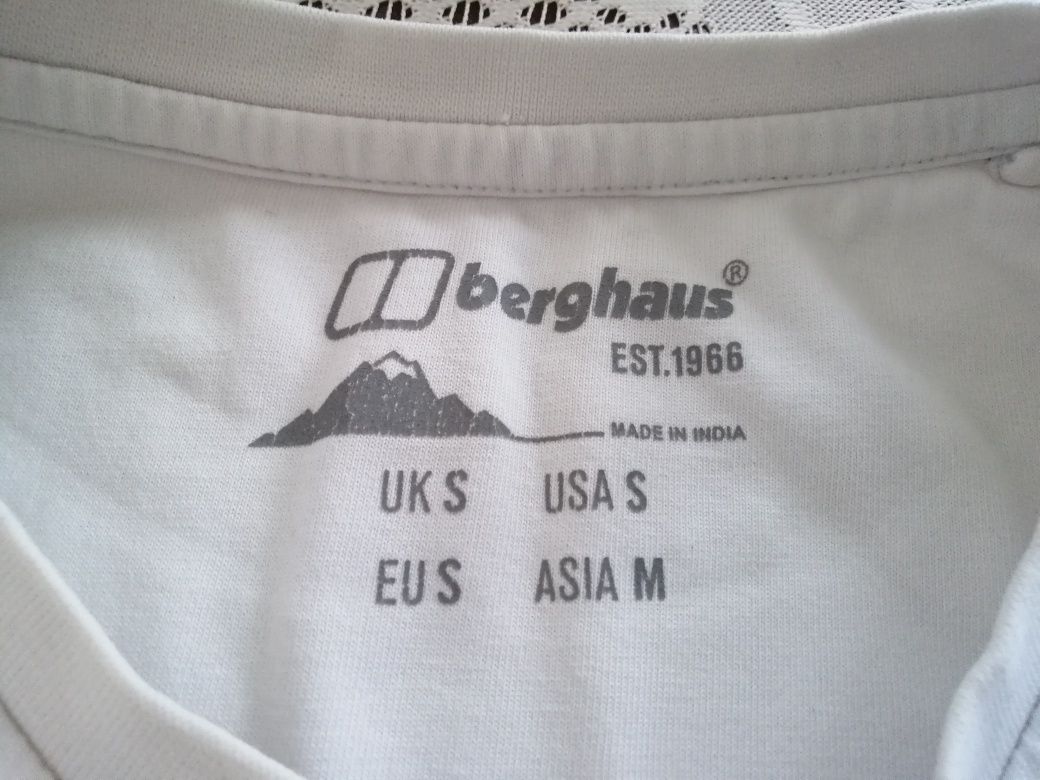 berghaus®
EST.1966
MADE IN INDIA
UK S USA S
EU S ASIA M